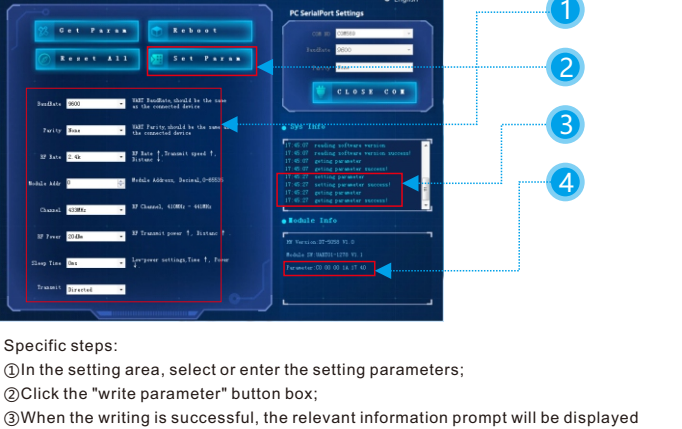 English
PC SerialPort Settings
Get Param
Reboot
Reset All
Set Param
COM NO
BaudRate 9600
Parity None
CLOSE COM
BaudRate 9600 UART BaudRate, should be the same
as the connected device
Parity None UART Parity, should be the same as
the connected device
RF Rate 2.4k RF Rate ↑, Transmit speed ↑,
Distanc ↓.
Module Addr 0 Module Address, Decimal, 0~65535
Channel 433MHz RF Channel,
RF Power 20dBm RF Transmit power ↑, Distanc ↑
Sleep Time 0ms Low-power settings, Time ↑, Power
↓.
Transmit Directed
Sys Info
17:45:07 reading software version
17:45:07 reading software version success!
17:45:07 geting parameter
17:45:07 geting parameter success!
17:45:27 setting parameter
17:45:27 setting parameter success!
17:45:27 geting parameter
17:45:27 geting parameter success!
Module Info
Parameter C0 00 00 1A 17 40
1
2
3
4
Specific steps:
①In the setting area, select or enter the setting parameters;
②Click the "write parameter" button box;
③When the writing is successful, the relevant information prompt will be displayed